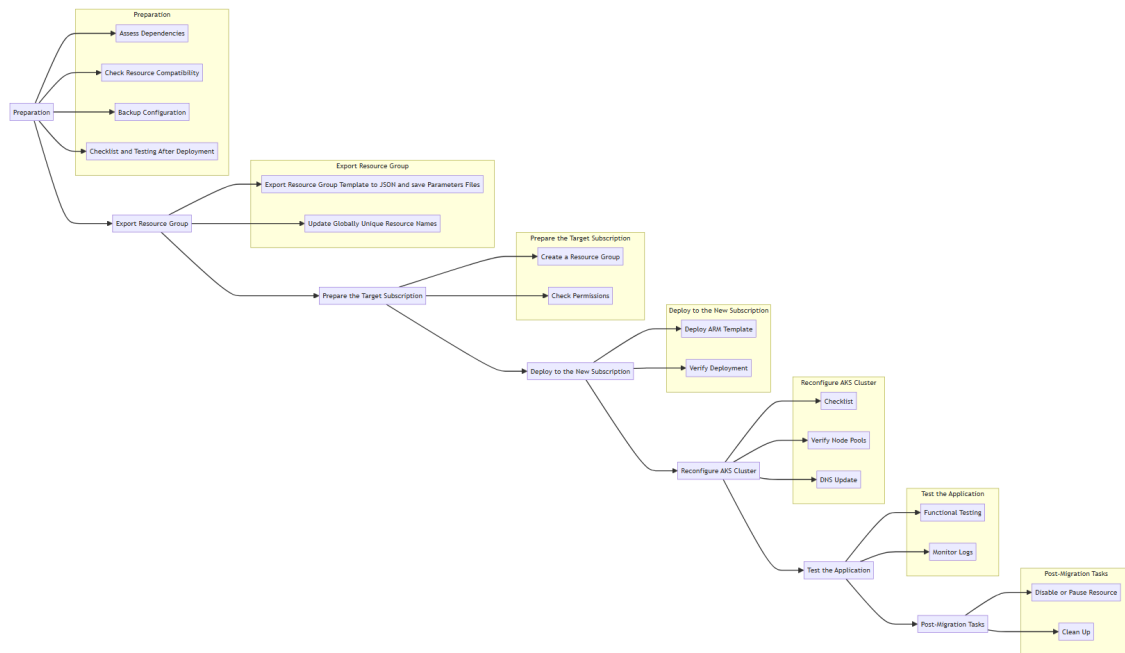 Preparation
Assess Dependencies
Check Resource Compatibility
Preparation
Backup Configuration
Checklist and Testing After Deployment
Export Resource Group
Export Resource Group Template to JSON and save Parameters Files
Export Resource Group
Update Globally Unique Resource Names
Prepare the Target Subscription
Create a Resource Group
Prepare the Target Subscription
Check Permissions
Deploy to the New Subscription
Deploy ARM Template
Deploy to the New Subscription
Verify Deployment
Reconfigure AKS Cluster
Checklist
Verify Node Pools
Reconfigure AKS Cluster
DNS Update
Test the Application
Functional Testing
Monitor Logs
Test the Application
Post-Migration Tasks
Disable or Pause Resource
Post-Migration Tasks
Clean Up